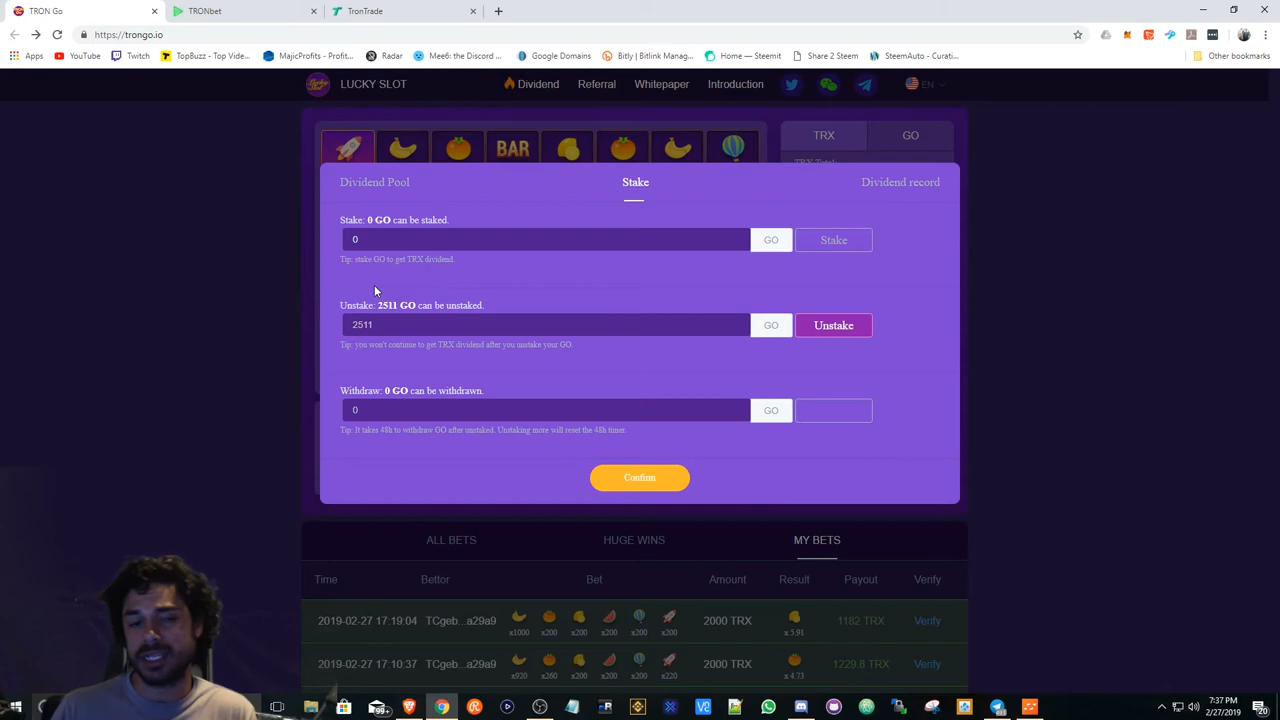 TRON Go
TRONbet
TronTrade
https://trongo.io
Apps
YouTube
Twitch
TopBuzz - Top Vide...
MajicProfits - Profit...
Radar
Mee6: the Discord ...
Google Domains
Bitly | Bitlink Manag...
Home — Steemit
Share 2 Steem
SteemAuto - Curati...
Other bookmarks
LUCKY SLOT
Dividend
Referral
Whitepaper
Introduction
EN
BAR
TRX
GO
TRX Total:
Dividend Pool
Stake
Dividend record
Stake: 0 GO can be staked.
0
GO
Stake
Tip: stake GO to get TRX dividend.
Unstake: 2511 GO can be unstaked.
2511
GO
Unstake
Tip: you won't continue to get TRX dividend after you unstake your GO.
Withdraw: 0 GO can be withdrawn.
0
GO
Tip: It takes 48h to withdraw GO after unstaked. Unstaking more will reset the 48h timer.
Confirm
ALL BETS
HUGE WINS
MY BETS
Time
Bettor
Bet
Amount
Result
Payout
Verify
2019-02-27 17:19:04
TCgeb...a29a9
x1000
x200
x200
x200
x200
x200
2000 TRX
x 5.91
1182 TRX
Verify
2019-02-27 17:10:37
TCgeb...a29a9
x920
x260
x200
x200
x200
x220
2000 TRX
x 4.73
1229.8 TRX
Verify
99+
7:37 PM
2/27/2019